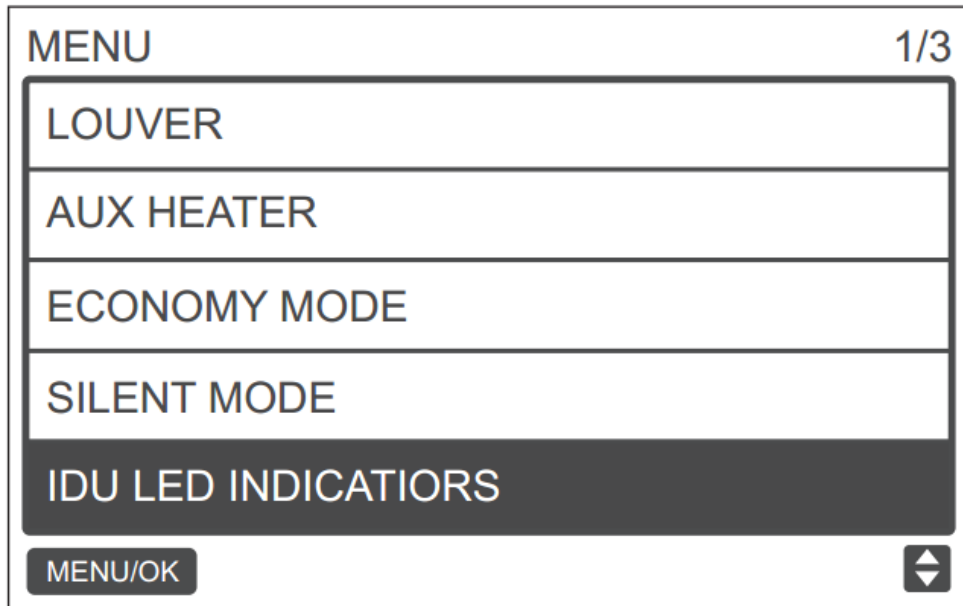 MENU 1/3
LOUVER
AUX HEATER
ECONOMY MODE
SILENT MODE
IDU LED INDICATIORS
MENU/OK